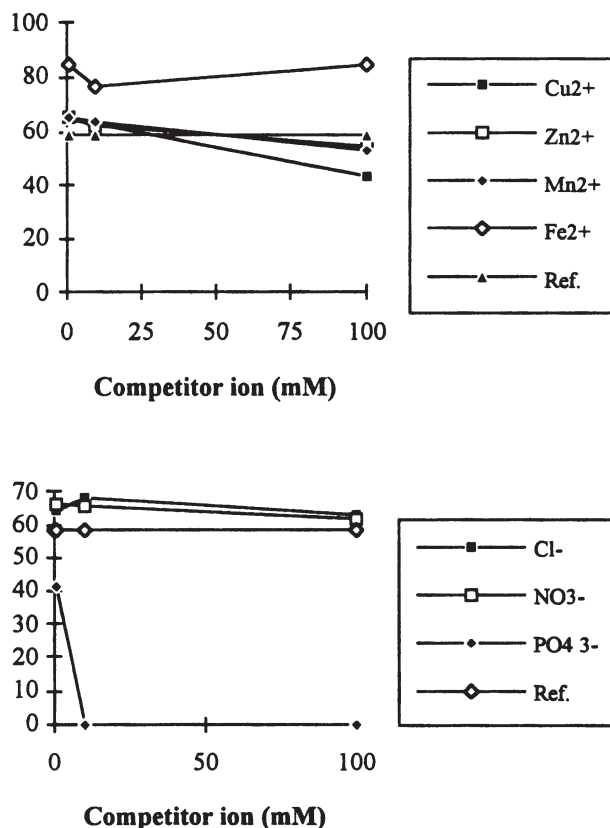 100
80
60
40
20
0
0 25 50 75 100
Competitor ion (mM)
Cu2+
Zn2+
Mn2+
Fe2+
Ref.
70
60
50
40
30
20
10
0
0 50 100
Competitor ion (mM)
Cl-
NO3-
PO4 3-
Ref.